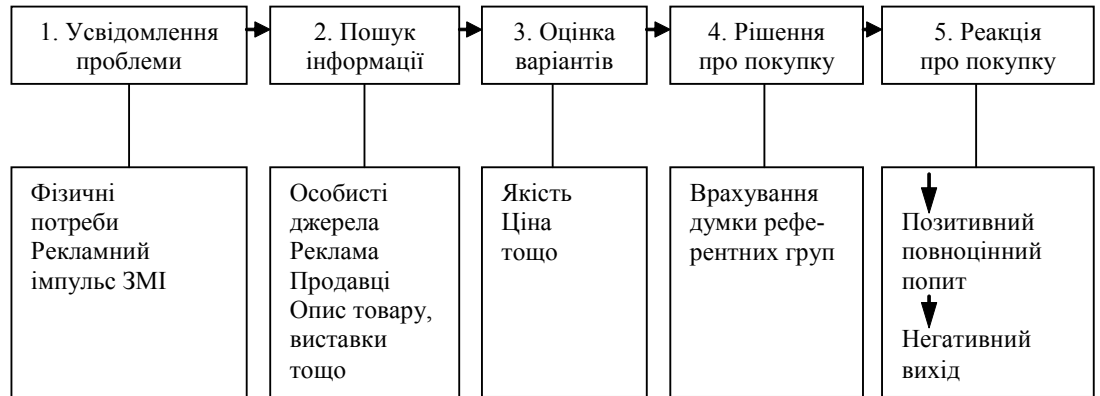 1. Усвідомлення
проблеми
2. Пошук
інформації
3. Оцінка
варіантів
4. Рішення
про покупку
5. Реакція
про покупку
Фізичні
потреби
Рекламний
імпульс ЗМІ
Особисті
джерела
Реклама
Продавці
Опис товару,
виставки
тощо
Якість
Ціна
тощо
Врахування
думки рефе-
рентних груп
Позитивний
повноцінний
попит
Негативний
вихід